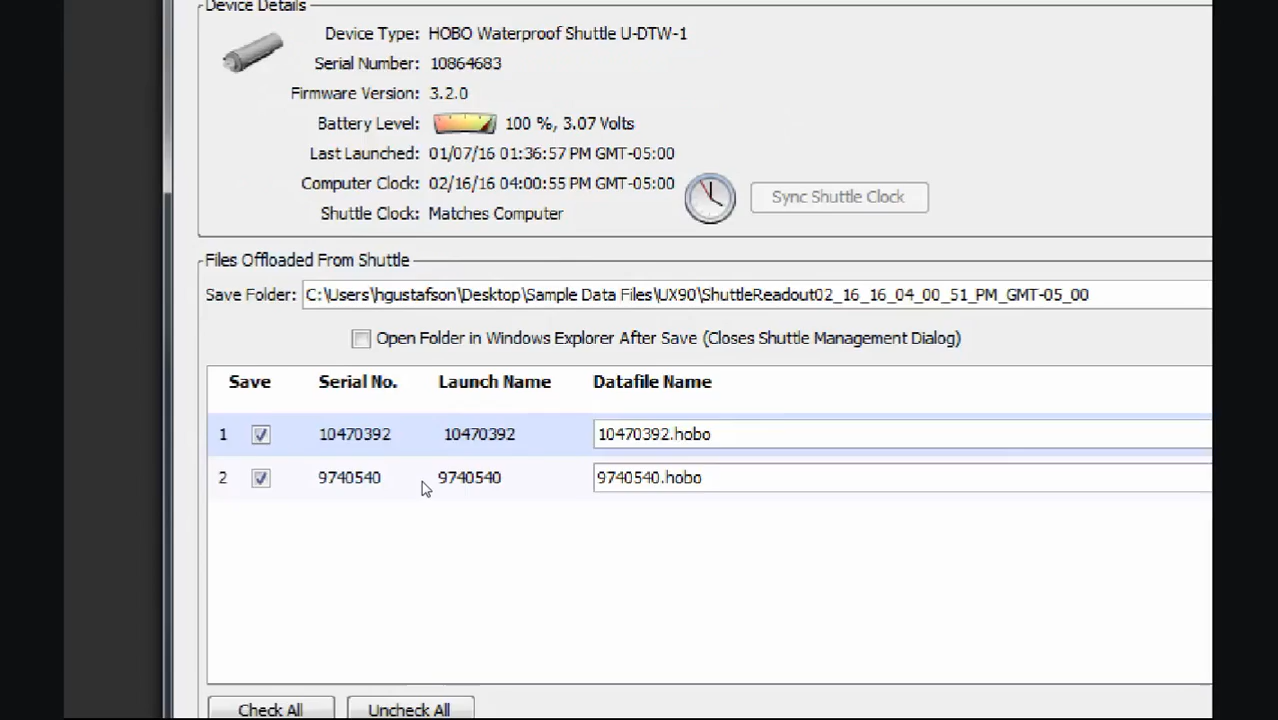 Device Details
Device Type: HOBO Waterproof Shuttle U-DTW-1
Serial Number: 10864683
Firmware Version: 3.2.0
Battery Level: 100 %, 3.07 Volts
Last Launched: 01/07/16 01:36:57 PM GMT-05:00
Computer Clock: 02/16/16 04:00:55 PM GMT-05:00
Shuttle Clock: Matches Computer
Sync Shuttle Clock
Files Offloaded From Shuttle
Save Folder: C:\Users\hgustafson\Desktop\Sample Data Files\UX90\ShuttleReadout02_16_16_04_00_51_PM_GMT-05_00
Open Folder in Windows Explorer After Save (Closes Shuttle Management Dialog)
Save Serial No. Launch Name Datafile Name
1 10470392 10470392 10470392.hobo
2 9740540 9740540 9740540.hobo
Check All Uncheck All